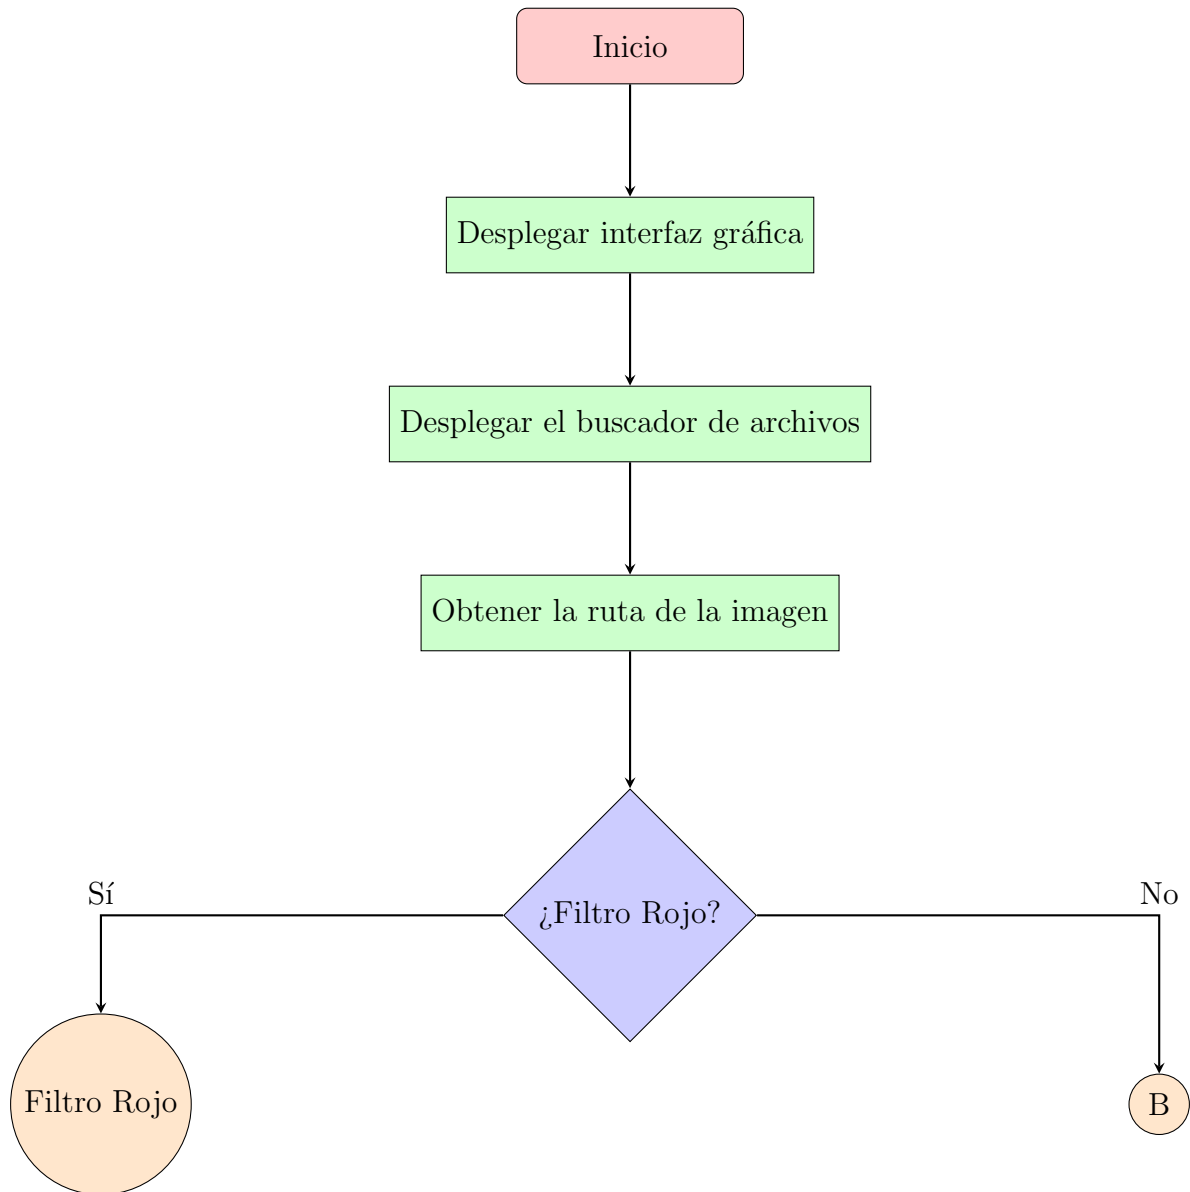 Inicio
Desplegar interfaz gráfica
Desplegar el buscador de archivos
Obtener la ruta de la imagen
Sí
¿Filtro Rojo?
No
Filtro Rojo
B